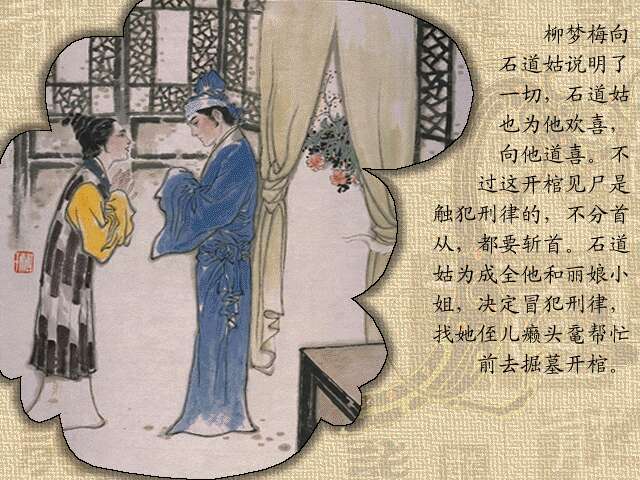 柳梦梅向
石道姑说明了
一切，石道姑
也为他欢喜，
向他道喜。不
过这开棺见尸是
触犯刑律的，不分首
从，都要斩首。石道
姑为成全他和丽娘小
姐，决定冒犯刑律，
找她侄儿癞头鼋帮忙
前去掘墓开棺。